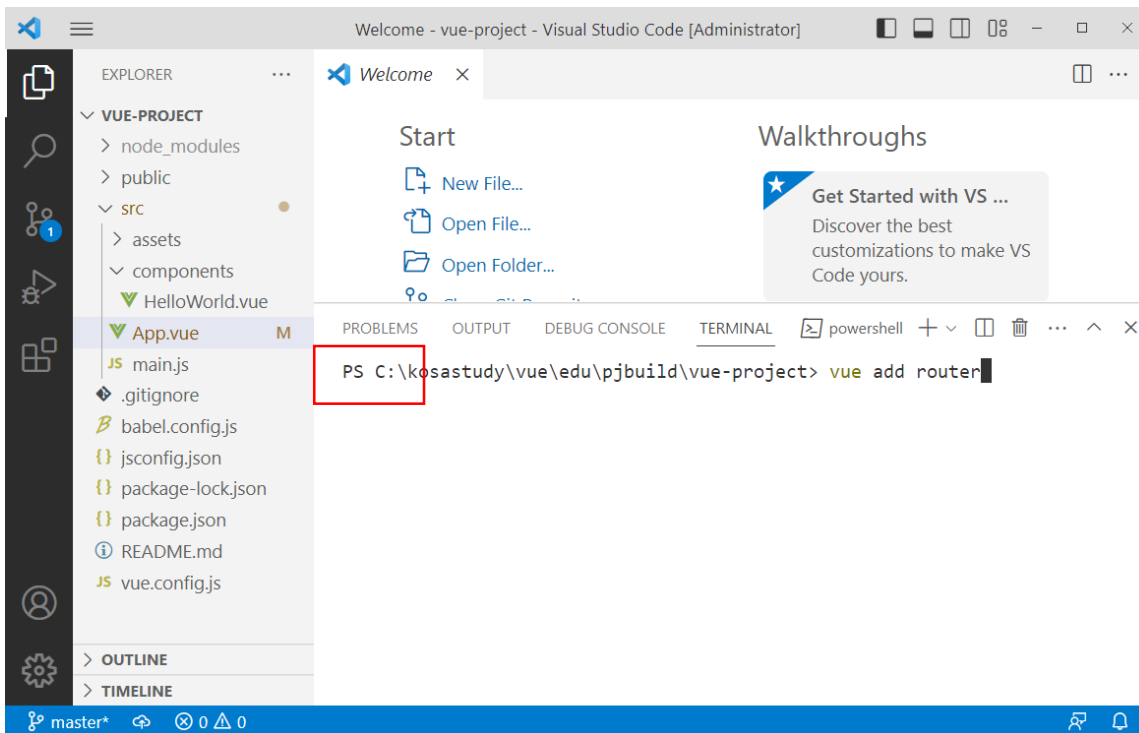 Welcome - vue-project - Visual Studio Code [Administrator]
EXPLORER
Welcome
VUE-PROJECT
node_modules
public
src
assets
components
HelloWorld.vue
App.vue M
JS main.js
.gitignore
babel.config.js
{} jsconfig.json
{} package-lock.json
{} package.json
README.md
JS vue.config.js
OUTLINE
TIMELINE
1
Start
New File...
Open File...
Open Folder...
Walkthroughs
Get Started with VS ...
Discover the best
customizations to make VS
Code yours.
PROBLEMS OUTPUT DEBUG CONSOLE TERMINAL powershell
PS C:\kosastudy\vue\edu\pjbuild\vue-project> vue add router
master* 0 0